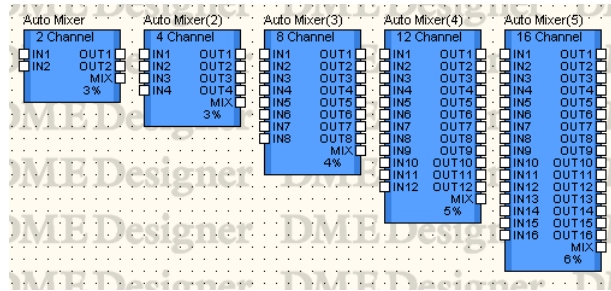 Auto Mixer
2 Channel
IN1 OUT1
IN2 OUT2
MIX
3%
Auto Mixer(2)
4 Channel
IN1 OUT1
IN2 OUT2
IN3 OUT3
IN4 OUT4
MIX
3%
Auto Mixer(3)
8 Channel
IN1 OUT1
IN2 OUT2
IN3 OUT3
IN4 OUT4
IN5 OUT5
IN6 OUT6
IN7 OUT7
IN8 OUT8
MIX
4%
Auto Mixer(4)
12 Channel
IN1 OUT1
IN2 OUT2
IN3 OUT3
IN4 OUT4
IN5 OUT5
IN6 OUT6
IN7 OUT7
IN8 OUT8
IN9 OUT9
IN10 OUT10
IN11 OUT11
IN12 OUT12
MIX
5%
Auto Mixer(5)
16 Channel
IN1 OUT1
IN2 OUT2
IN3 OUT3
IN4 OUT4
IN5 OUT5
IN6 OUT6
IN7 OUT7
IN8 OUT8
IN9 OUT9
IN10 OUT10
IN11 OUT11
IN12 OUT12
IN13 OUT13
IN14 OUT14
IN15 OUT15
IN16 OUT16
MIX
6%
DME Designer DME Designer